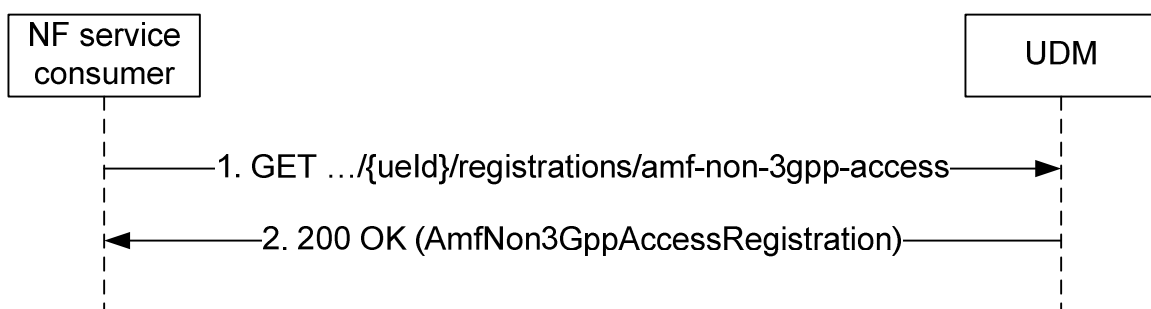 NF service
consumer
UDM
1. GET …/{ueId}/registrations/amf-non-3gpp-access
2. 200 OK (AmfNon3GppAccessRegistration)